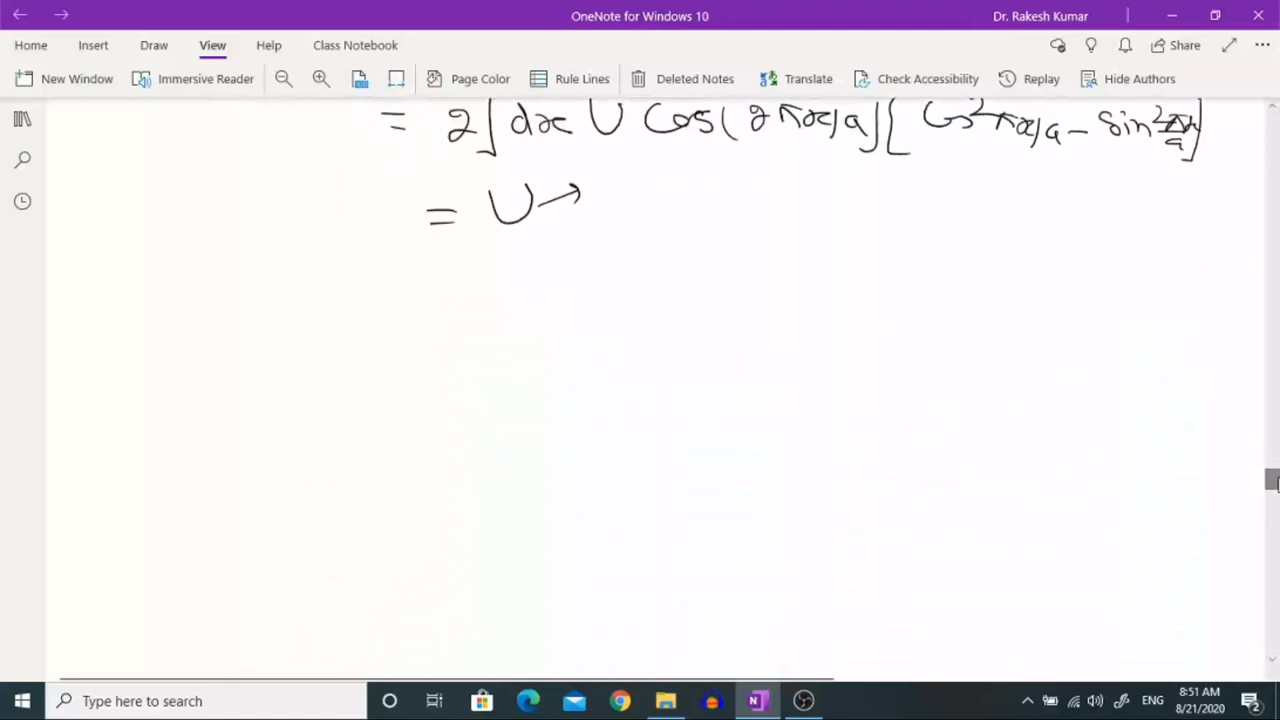 OneNote for Windows 10
Dr. Rakesh Kumar
Home Insert Draw View Help Class Notebook Share
New Window Immersive Reader Page Color Rule Lines Deleted Notes Translate Check Accessibility Replay Hide Authors
= 2∫dx U Cos(2πx/a)[Cos²πx/a - Sin²πx/a]
= U →
Type here to search
ENG
8:51 AM
8/21/2020
2